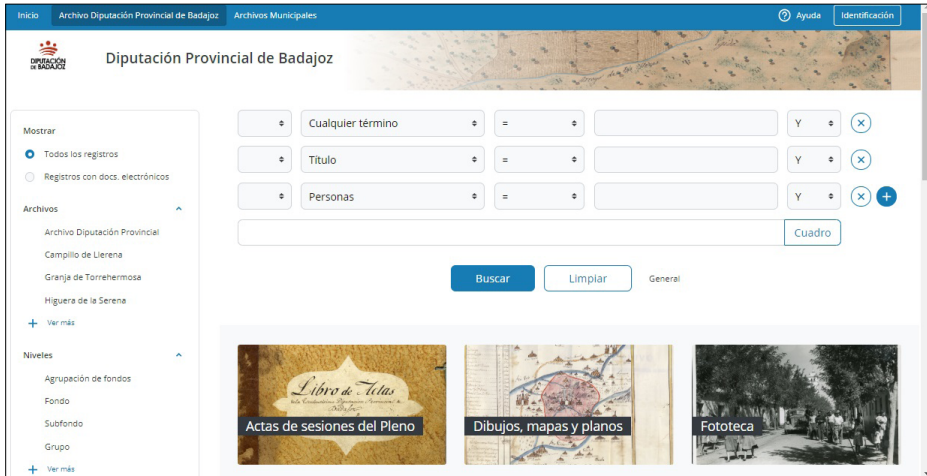 Inicio Archivo Diputación Provincial de Badajoz Archivos Municipales ? Ayuda Identificación
DIPUTACIÓN
DE BADAJOZ
Diputación Provincial de Badajoz
Mostrar
Todos los registros
Registros con docs. electrónicos
Archivos
Archivo Diputación Provincial
Campillo de Llerena
Granja de Torrehermosa
Higuera de la Serena
+ Ver más
Niveles
Agrupación de fondos
Fondo
Subfondo
Grupo
+ Ver más
Cualquier término = Y
Título = Y
Personas = Y +
Cuadro
Buscar Limpiar General
Libro de Actas
Actas de sesiones del Pleno
Dibujos, mapas y planos
Fototeca